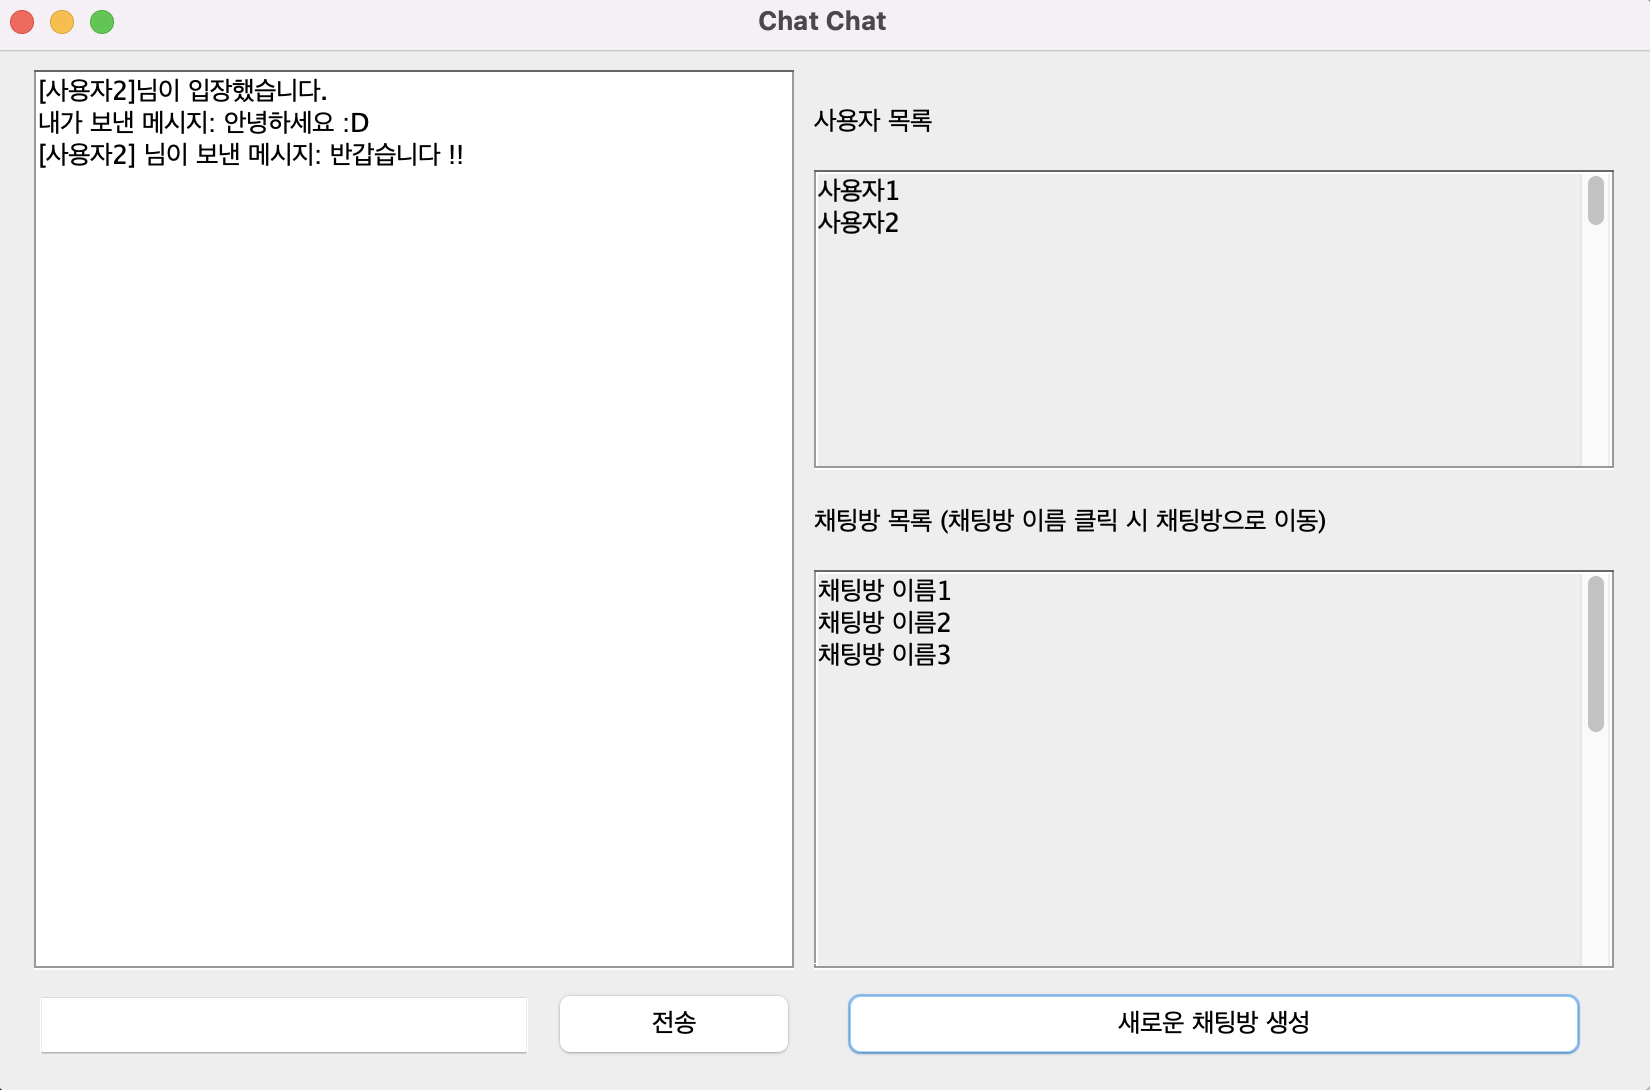 Chat Chat
[사용자2]님이 입장했습니다.
내가 보낸 메시지: 안녕하세요 :D
[사용자2] 님이 보낸 메시지: 반갑습니다 !!
사용자 목록
사용자1
사용자2
채팅방 목록 (채팅방 이름 클릭 시 채팅방으로 이동)
채팅방 이름1
채팅방 이름2
채팅방 이름3
전송
새로운 채팅방 생성